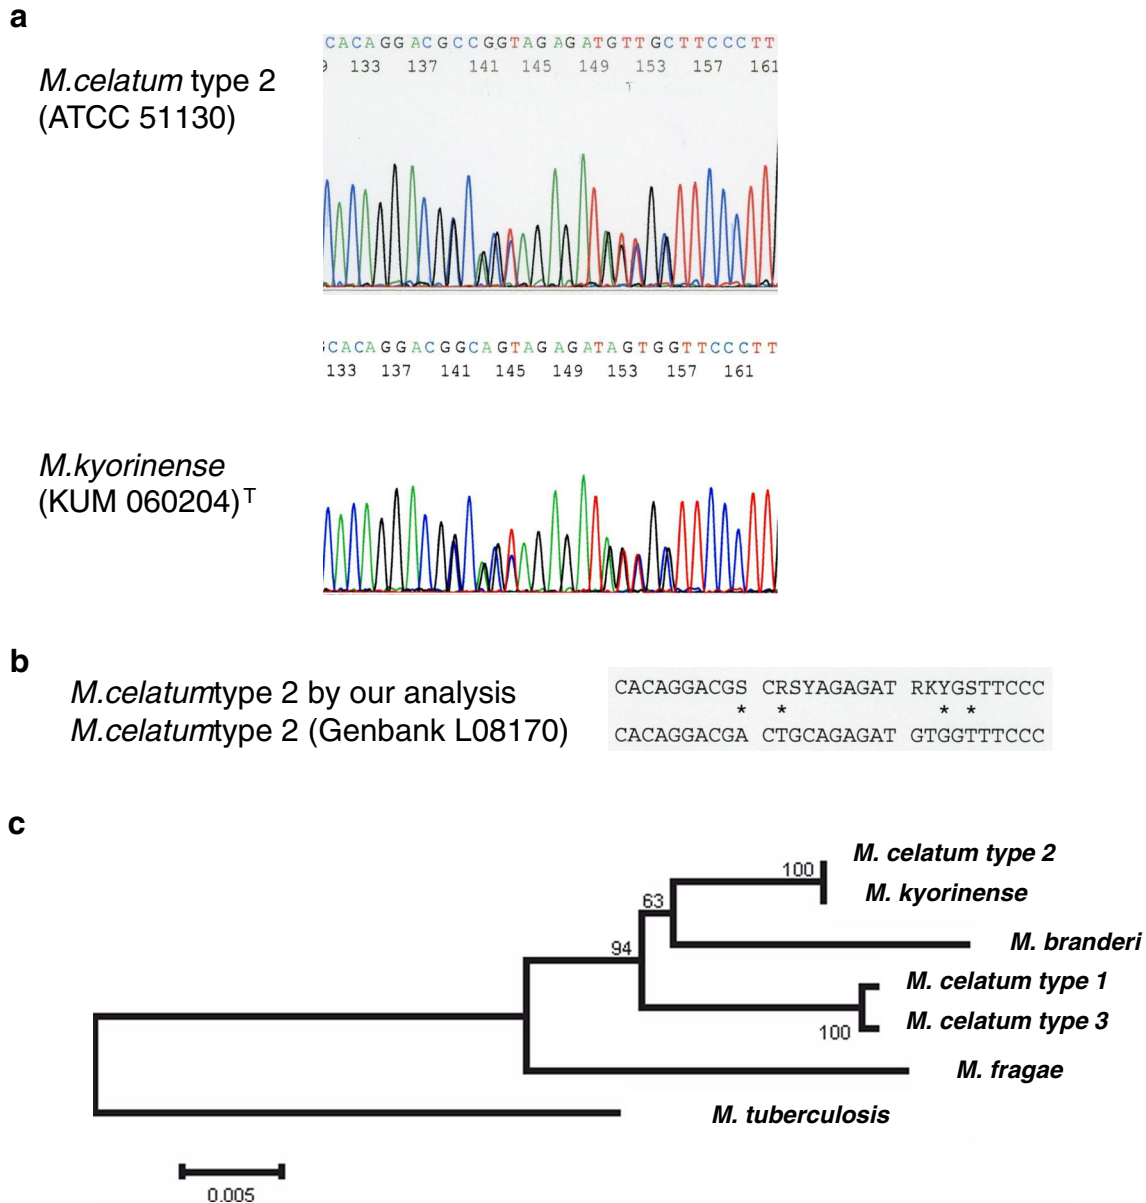 a
CACAGGACGCCGGTAGAGATGTTGCTTCCCTT
M.celatum type 2
(ATCC 51130)
9 133 137 141 145 149 153 157 161
T
GCACAGGACGGCAGTAGAGATAGTGGTTCCCTT
133 137 141 145 149 153 157 161
M.kyorinense
(KUM 060204)ᵀ
b
M.celatumtype 2 by our analysis
CACAGGACGS CRSYAGAGAT RKYGSTTCCC
* * * *
M.celatumtype 2 (Genbank L08170)
CACAGGACGA CTGCAGAGAT GTGGTTTCCC
c
M. celatum type 2
100
M. kyorinense
63
M. branderi
94
M. celatum type 1
M. celatum type 3
100
M. fragae
M. tuberculosis
0.005